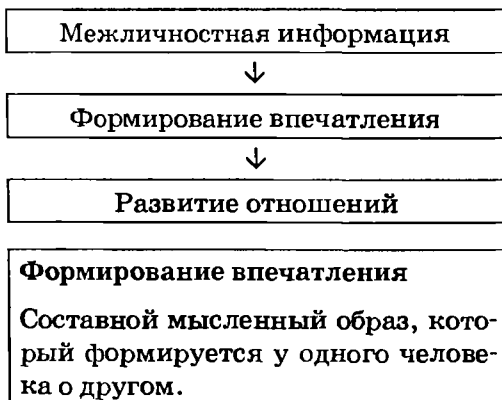 Межличностная информация
Формирование впечатления
Развитие отношений
Формирование впечатления
Составной мысленный образ, кото-
рый формируется у одного челове-
ка о другом.